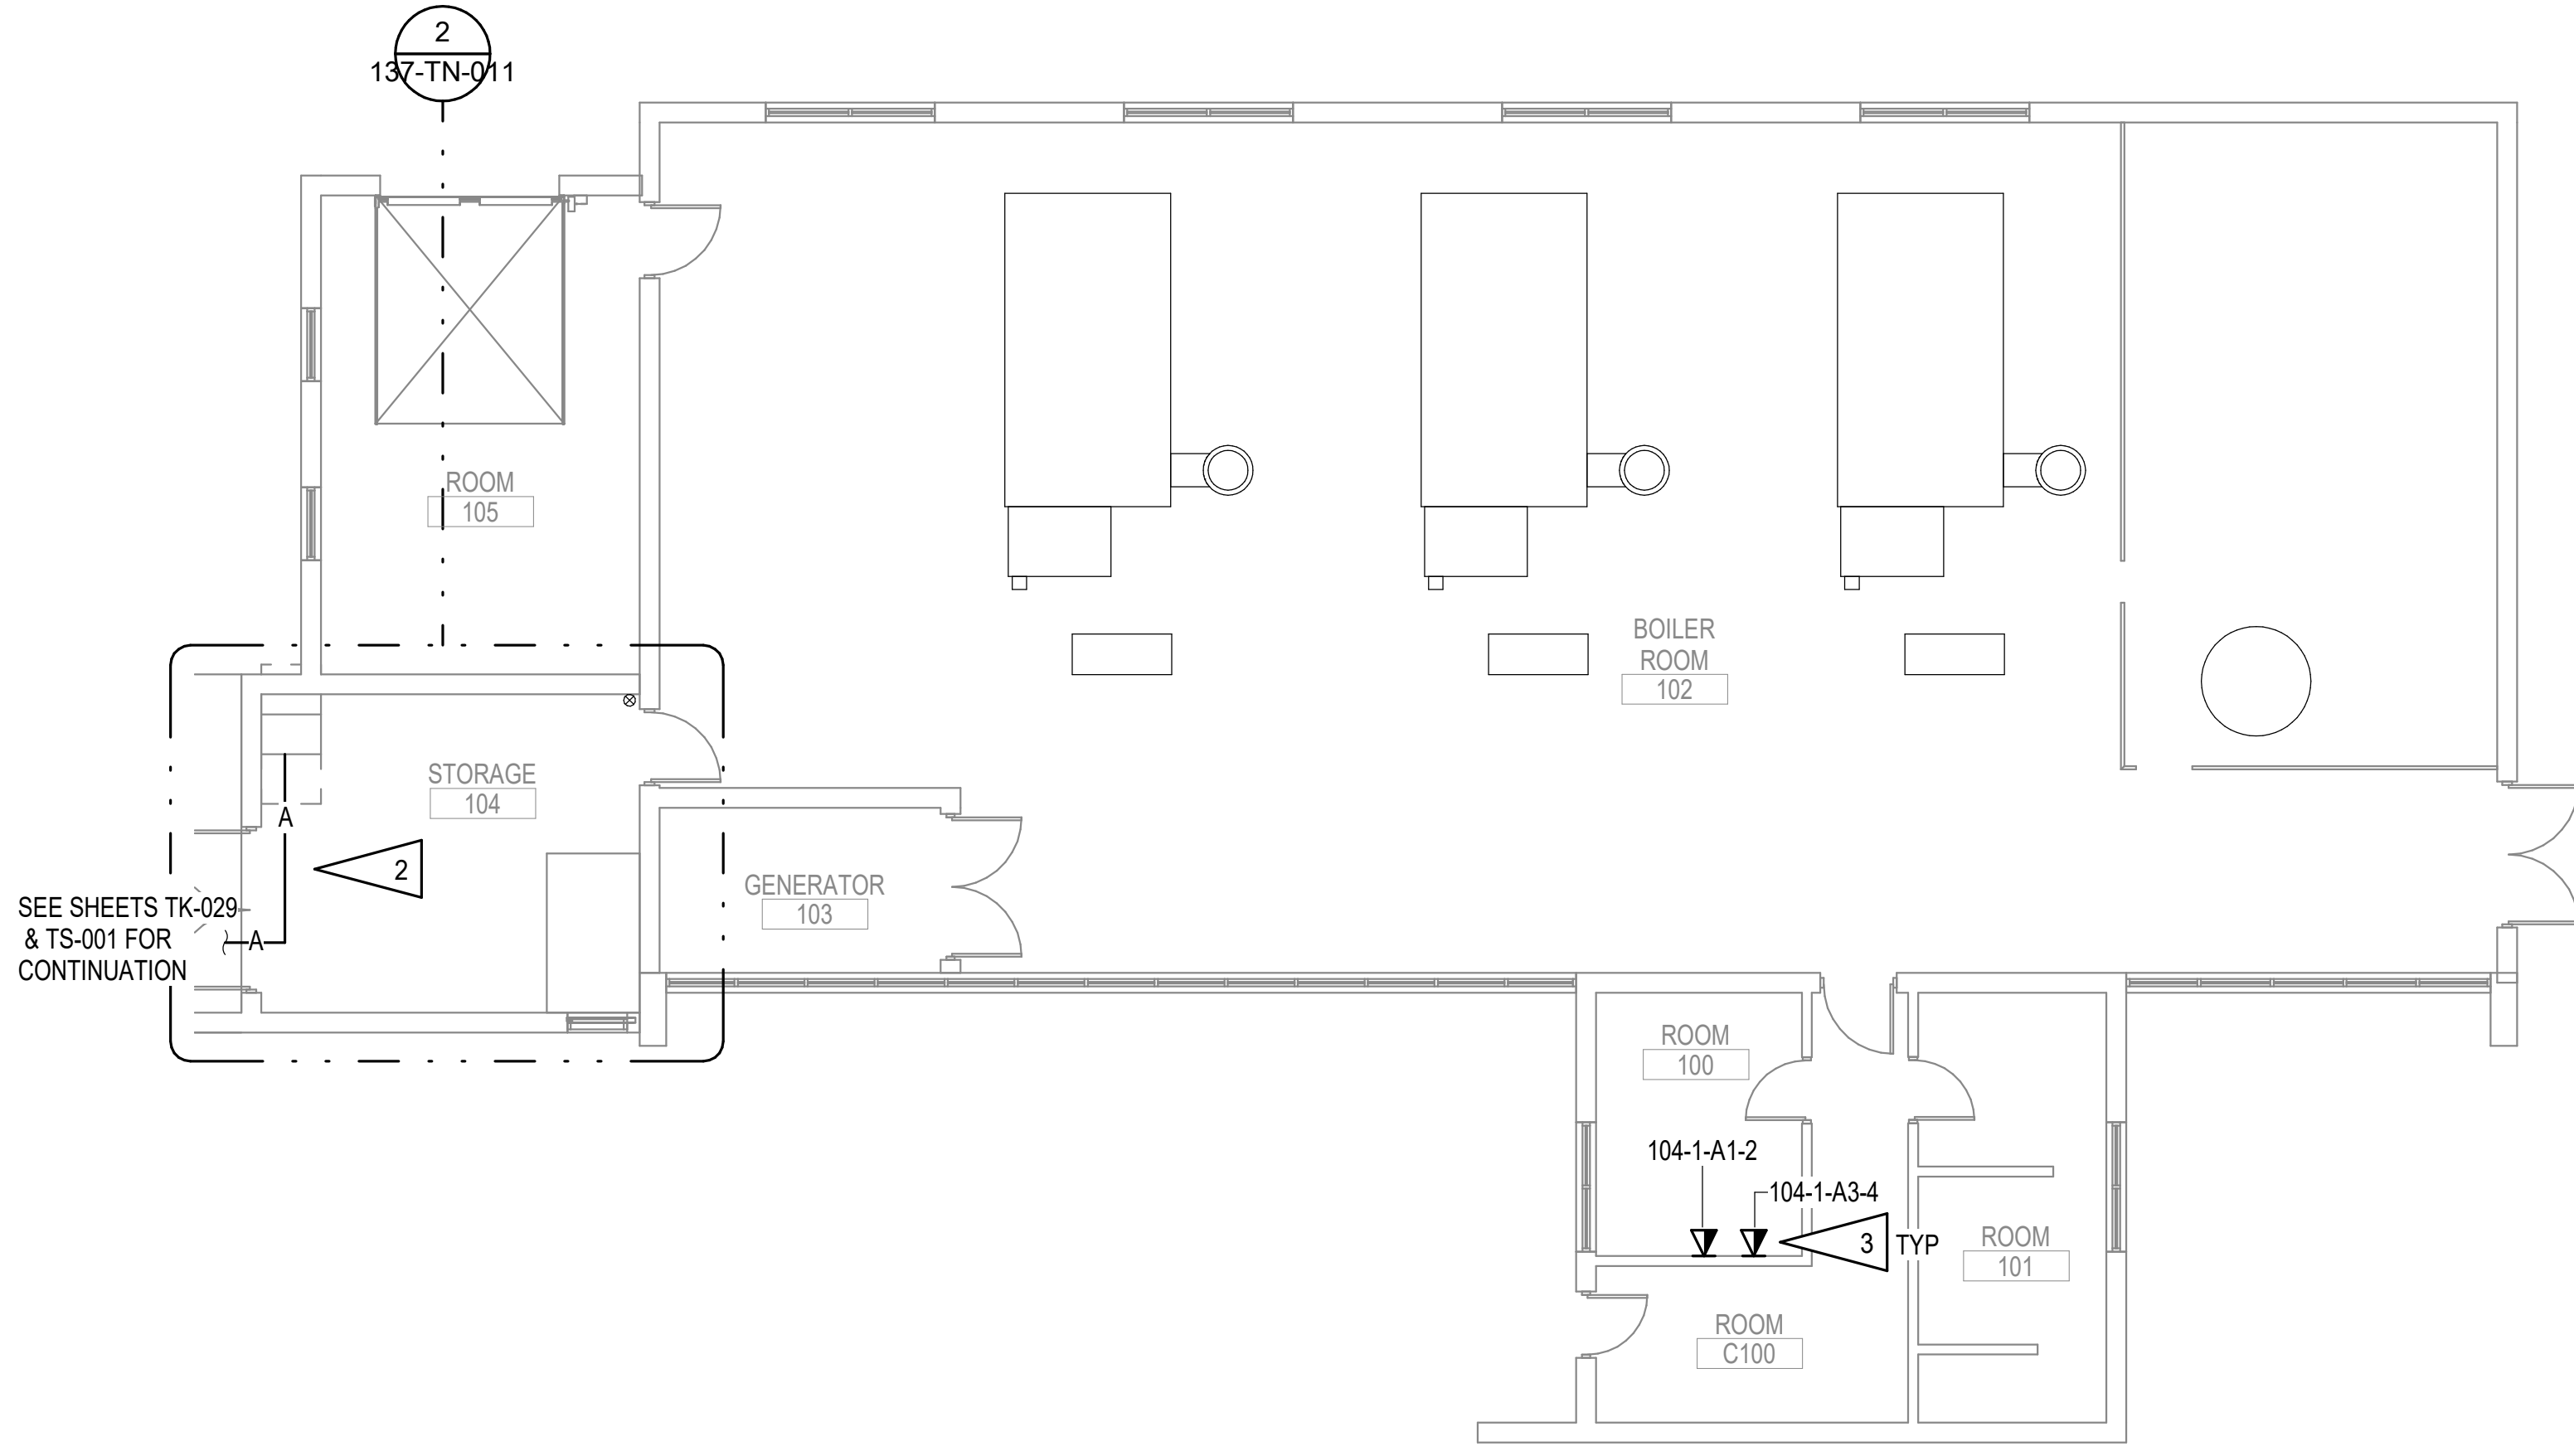 2
137-TN-011
ROOM
105
BOILER
ROOM
102
STORAGE
104
A
2
GENERATOR
103
SEE SHEETS TK-029
& TS-001 FOR
CONTINUATION
A
ROOM
100
104-1-A1-2
104-1-A3-4
3
TYP
ROOM
101
ROOM
C100